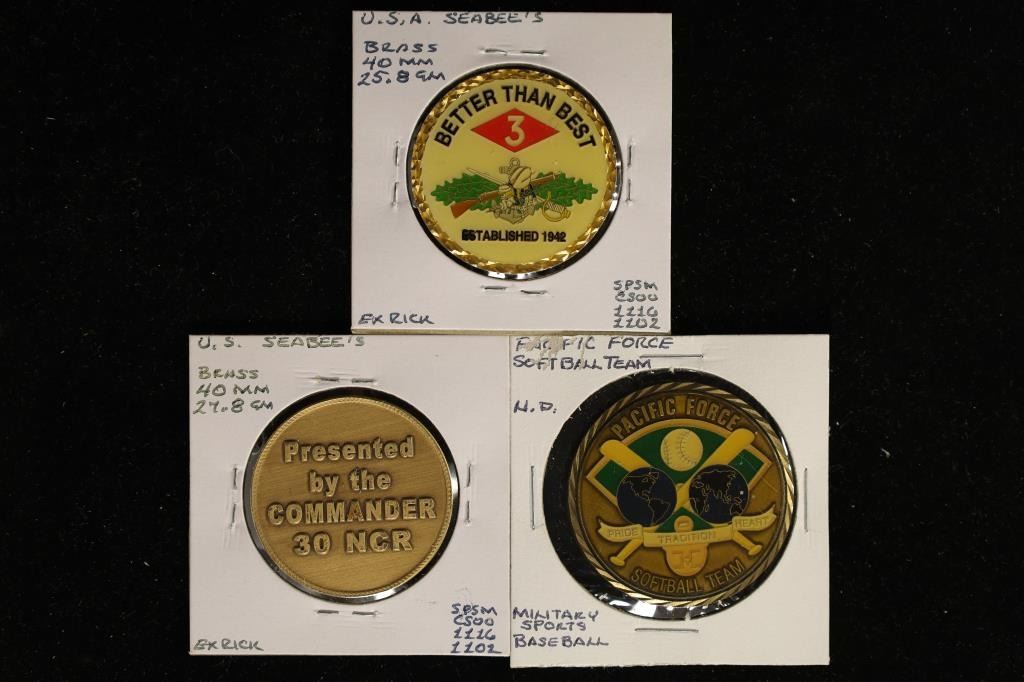 U.S.A. SEABEE'S
BRASS
40 MM
25.8 GM
BETTER THAN BEST
3
ESTABLISHED 1942
EX RICK
SPSM
CS00
1116
1102
U.S. SEABEE'S
BRASS
40 MM
27.8 GM
Presented
by the
COMMANDER
30 NCR
EX RICK
SPSM
CS00
1116
1102
PACIFIC FORCE
SOFTBALL TEAM
N.D.
PACIFIC FORCE
PRIDE
TRADITION
HEART
SOFTBALL TEAM
MILITARY
SPORTS
BASEBALL